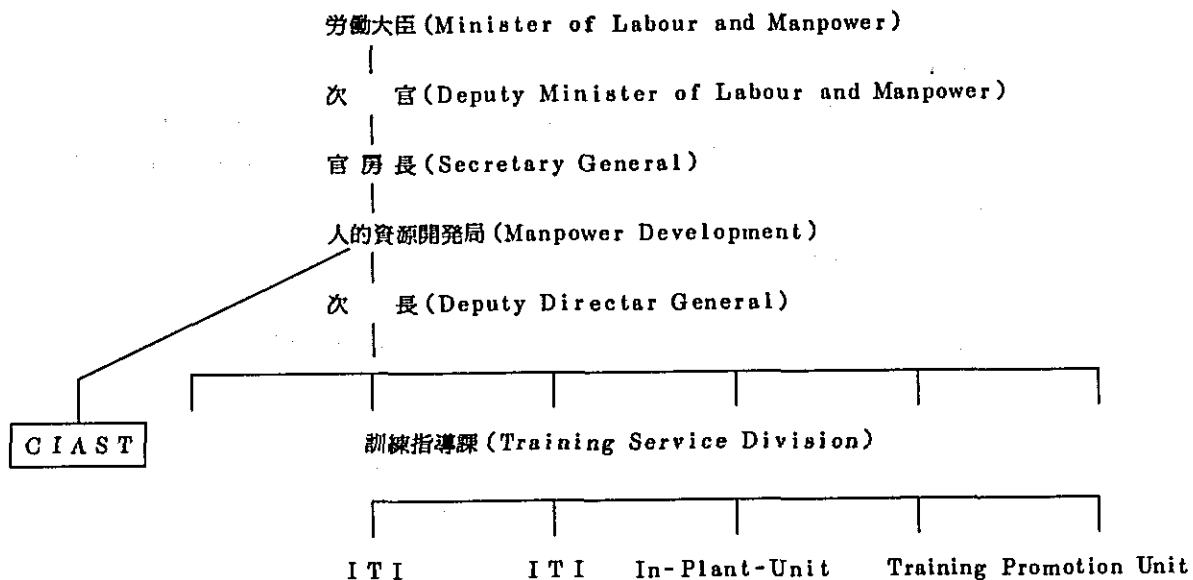 労働大臣 (Minister of Labour and Manpower)
次 官 (Deputy Minister of Labour and Manpower)
官 房 長 (Secretary General)
人的資源開発局 (Manpower Development)
次 長 (Deputy Directar General)
CIAST
訓練指導課 (Training Service Division)
ITI ITI In-Plant-Unit Training Promotion Unit